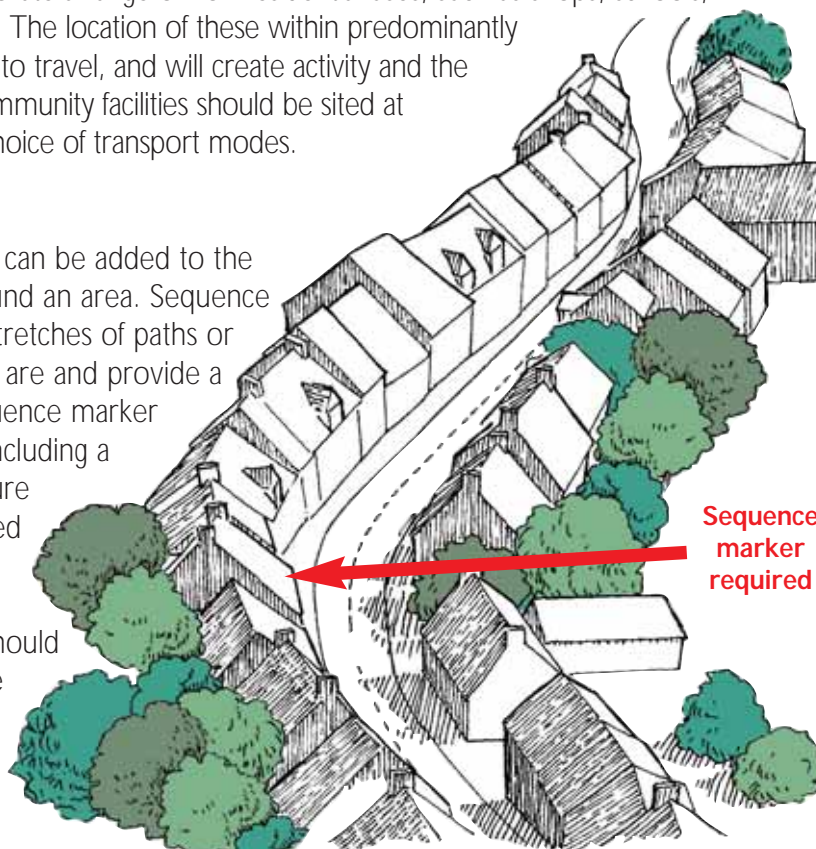 The location of these within predominantly
to travel, and will create activity and the
mmunity facilities should be sited at
hoice of transport modes.
can be added to the
und an area. Sequence
tretches of paths or
are and provide a
uence marker
ncluding a
ure
ed
hould
e
Sequence
marker
required